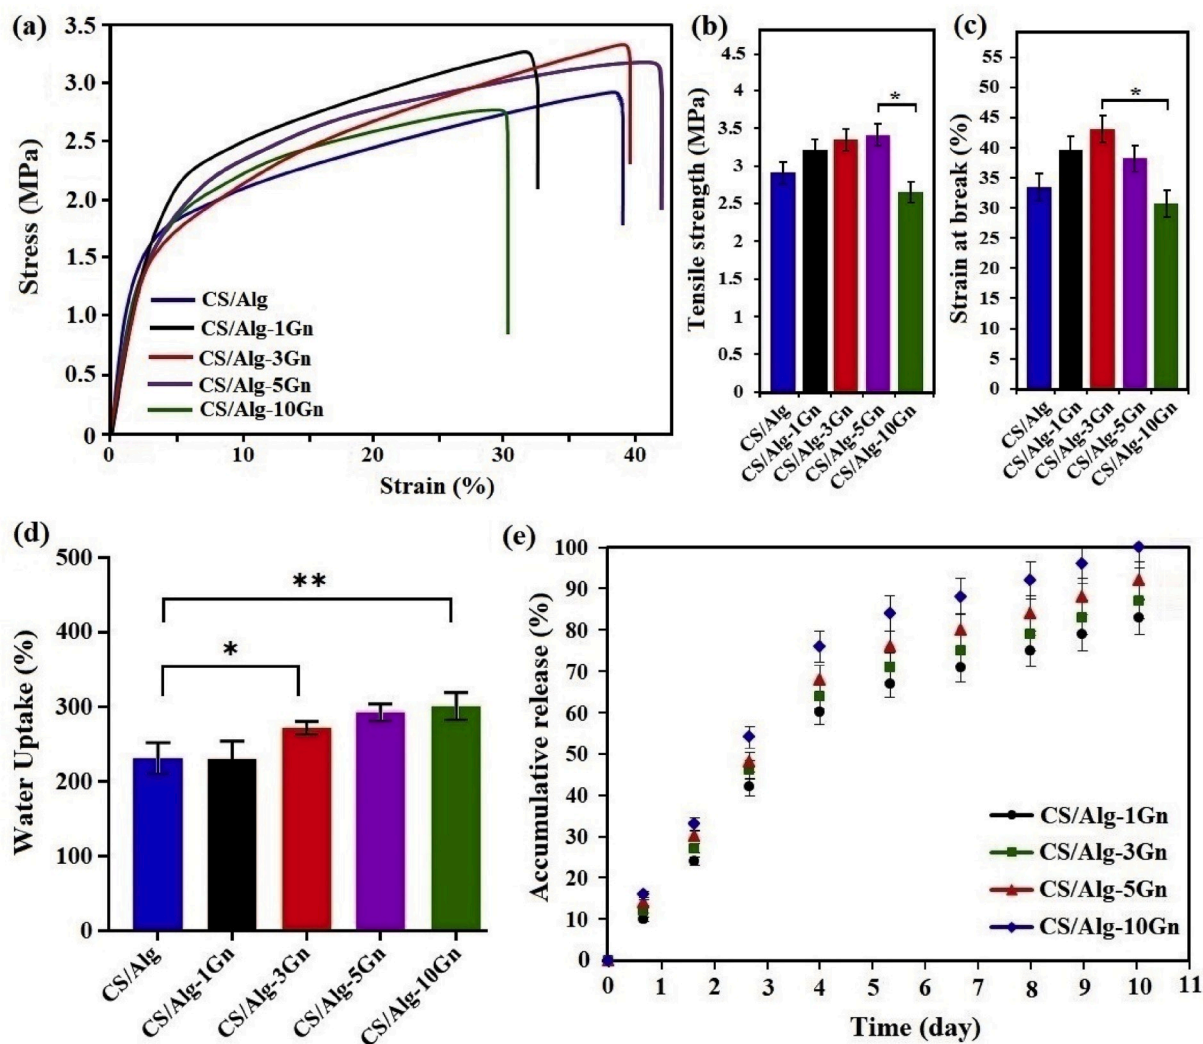 (a)
3.5
3.0
2.5
2.0
1.5
1.0
0.5
0
Stress (MPa)
CS/Alg
CS/Alg-1Gn
CS/Alg-3Gn
CS/Alg-5Gn
CS/Alg-10Gn
0 10 20 30 40
Strain (%)
(b)
4.5
4
3.5
3
2.5
2
1.5
1
0.5
0
Tensile strength (MPa)
*
CS/Alg
CS/Alg-1Gn
CS/Alg-3Gn
CS/Alg-5Gn
CS/Alg-10Gn
(c)
55
50
45
40
35
30
25
20
15
10
5
0
Strain at break (%)
*
CS/Alg
CS/Alg-1Gn
CS/Alg-3Gn
CS/Alg-5Gn
CS/Alg-10Gn
(d)
500
400
300
200
100
0
Water Uptake (%)
**
*
CS/Alg
CS/Alg-1Gn
CS/Alg-3Gn
CS/Alg-5Gn
CS/Alg-10Gn
(e)
100
90
80
70
60
50
40
30
20
10
0
Accumulative release (%)
CS/Alg-1Gn
CS/Alg-3Gn
CS/Alg-5Gn
CS/Alg-10Gn
0 1 2 3 4 5 6 7 8 9 10 11
Time (day)